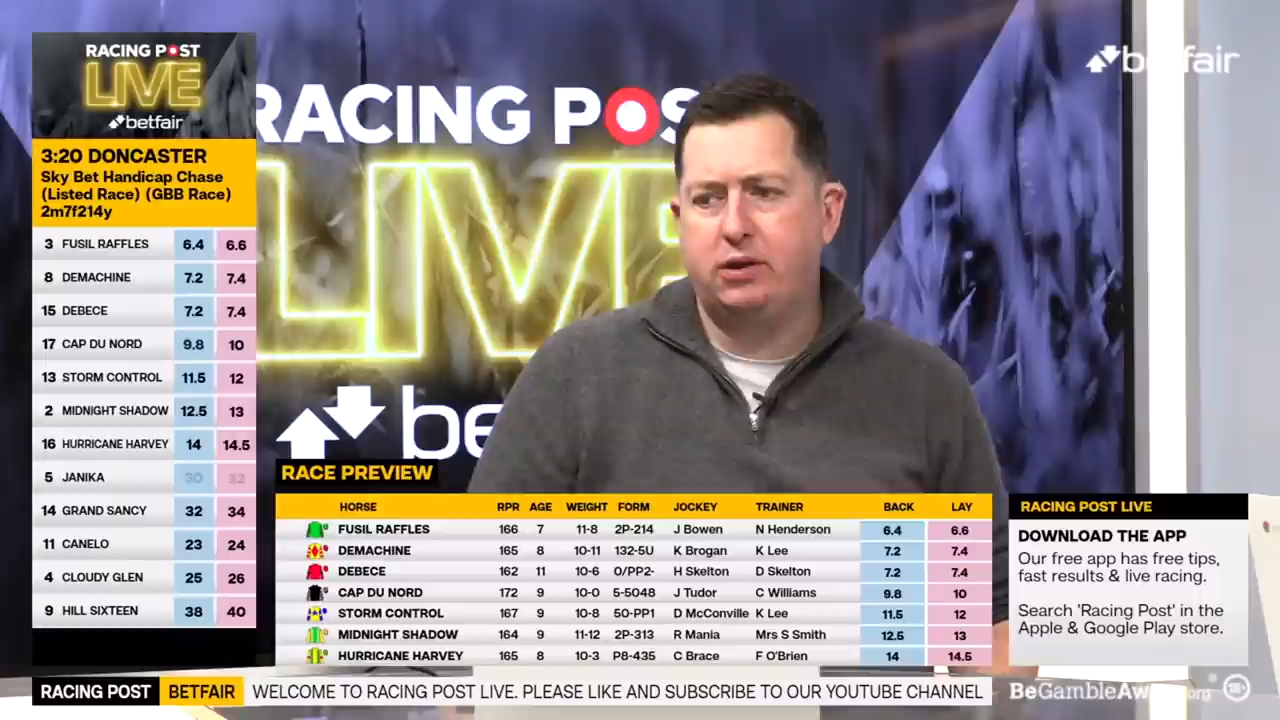 RACING POST
LIVE
betfair
3:20 DONCASTER
Sky Bet Handicap Chase
(Listed Race) (GBB Race)
2m7f214y
3 FUSIL RAFFLES 6.4 6.6
8 DEMACHINE 7.2 7.4
15 DEBECE 7.2 7.4
17 CAP DU NORD 9.8 10
13 STORM CONTROL 11.5 12
2 MIDNIGHT SHADOW 12.5 13
16 HURRICANE HARVEY 14 14.5
5 JANIKA 30 32
14 GRAND SANCY 32 34
11 CANELO 23 24
4 CLOUDY GLEN 25 26
9 HILL SIXTEEN 38 40
RACING POS
LIVE
be
betfair
RACE PREVIEW
HORSE RPR AGE WEIGHT FORM JOCKEY TRAINER BACK LAY
FUSIL RAFFLES 166 7 11-8 2P-214 J Bowen N Henderson 6.4 6.6
DEMACHINE 165 8 10-11 132-5U K Brogan K Lee 7.2 7.4
DEBECE 162 11 10-6 0/PP2- H Skelton D Skelton 7.2 7.4
CAP DU NORD 172 9 10-0 5-5048 J Tudor C Williams 9.8 10
STORM CONTROL 167 9 10-8 50-PP1 D McConville K Lee 11.5 12
MIDNIGHT SHADOW 164 9 11-12 2P-313 R Mania Mrs S Smith 12.5 13
HURRICANE HARVEY 165 8 10-3 P8-435 C Brace F O'Brien 14 14.5
RACING POST LIVE
DOWNLOAD THE APP
Our free app has free tips,
fast results & live racing.
Search 'Racing Post' in the
Apple & Google Play store.
RACING POST BETFAIR WELCOME TO RACING POST LIVE. PLEASE LIKE AND SUBSCRIBE TO OUR YOUTUBE CHANNEL
BeGambleAware.org 18+